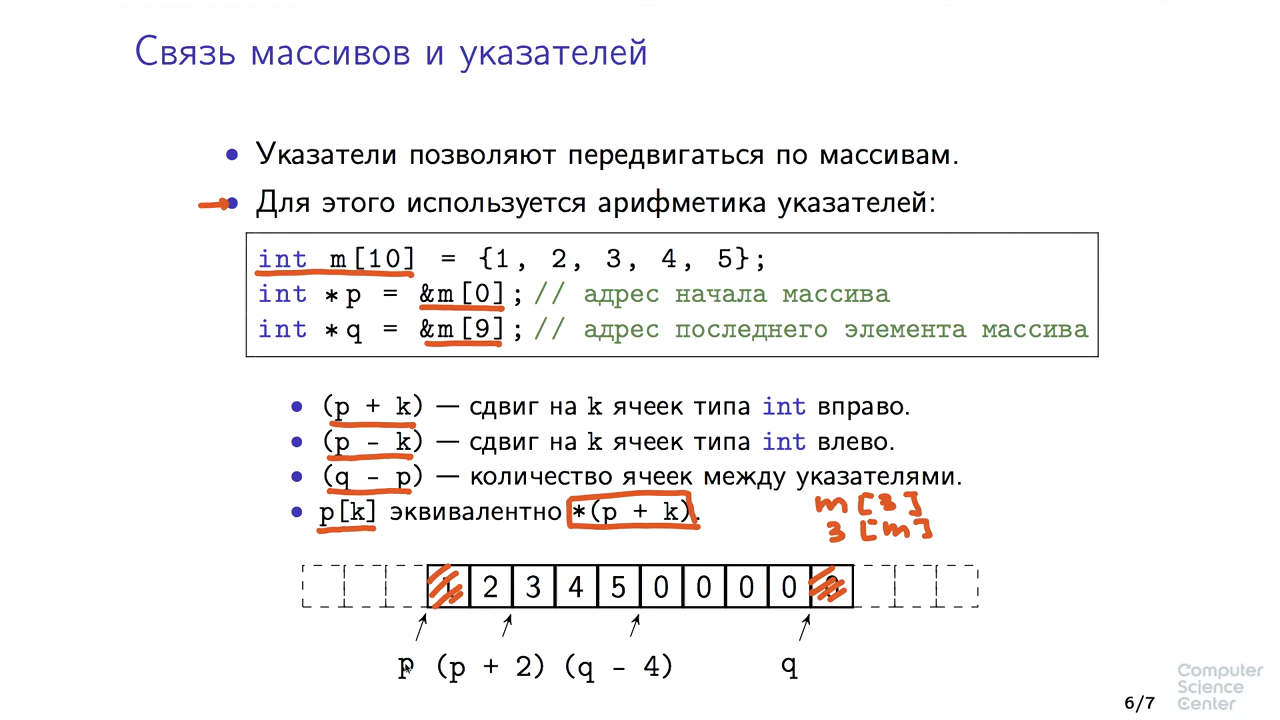 Связь массивов и указателей
• Указатели позволяют передвигаться по массивам.
• Для этого используется арифметика указателей:
int m[10] = {1, 2, 3, 4, 5};
int *p = &m[0]; // адрес начала массива
int *q = &m[9]; // адрес последнего элемента массива
• (p + k) — сдвиг на k ячеек типа int вправо.
• (p - k) — сдвиг на k ячеек типа int влево.
• (q - p) — количество ячеек между указателями.
• p[k] эквивалентно *(p + k).
m[3]
3[m]
1 2 3 4 5 0 0 0 0 0
p (p + 2) (q - 4) q
6/7
Computer
Science
Center